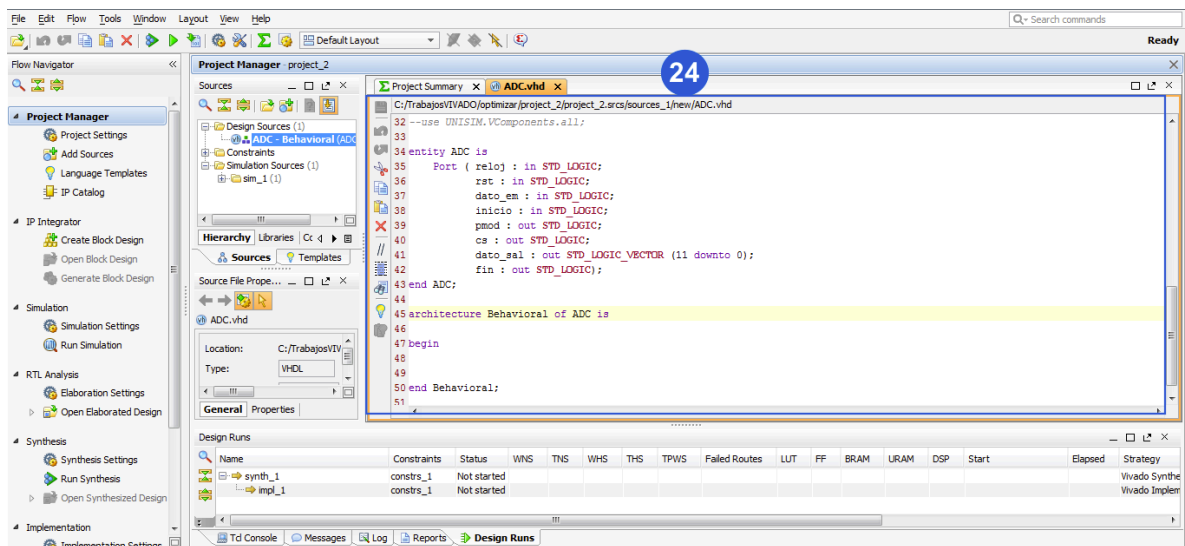 File Edit Flow Tools Window Layout View Help
Search commands
Default Layout
Ready
Flow Navigator
Project Manager - project_2
24
Project Manager
Project Settings
Add Sources
Language Templates
IP Catalog
IP Integrator
Create Block Design
Open Block Design
Generate Block Design
Simulation
Simulation Settings
Run Simulation
RTL Analysis
Elaboration Settings
Open Elaborated Design
Synthesis
Synthesis Settings
Run Synthesis
Open Synthesized Design
Implementation
Implementation Settings
Sources
Design Sources (1)
ADC - Behavioral (ADC
Constraints
Simulation Sources (1)
sim_1 (1)
Hierarchy Libraries Cc
Sources Templates
Source File Prope...
ADC.vhd
Location: C:/TrabajosVIV
Type: VHDL
General Properties
Project Summary ADC.vhd
C:/TrabajosVIVADO/optimizar/project_2/project_2.srcs/sources_1/new/ADC.vhd
32 --use UNISIM.VComponents.all;
33
34 entity ADC is
35 Port ( reloj : in STD_LOGIC;
36 rst : in STD_LOGIC;
37 dato_em : in STD_LOGIC;
38 inicio : in STD_LOGIC;
39 pmod : out STD_LOGIC;
40 cs : out STD_LOGIC;
41 dato_sal : out STD_LOGIC_VECTOR (11 downto 0);
42 fin : out STD_LOGIC);
43 end ADC;
44
45 architecture Behavioral of ADC is
46
47 begin
48
49
50 end Behavioral;
51
Design Runs
Name Constraints Status WNS TNS WHS THS TPWS Failed Routes LUT FF BRAM URAM DSP Start Elapsed Strategy
synth_1 constrs_1 Not started Vivado Synthe
impl_1 constrs_1 Not started Vivado Implem
Tcl Console Messages Log Reports Design Runs